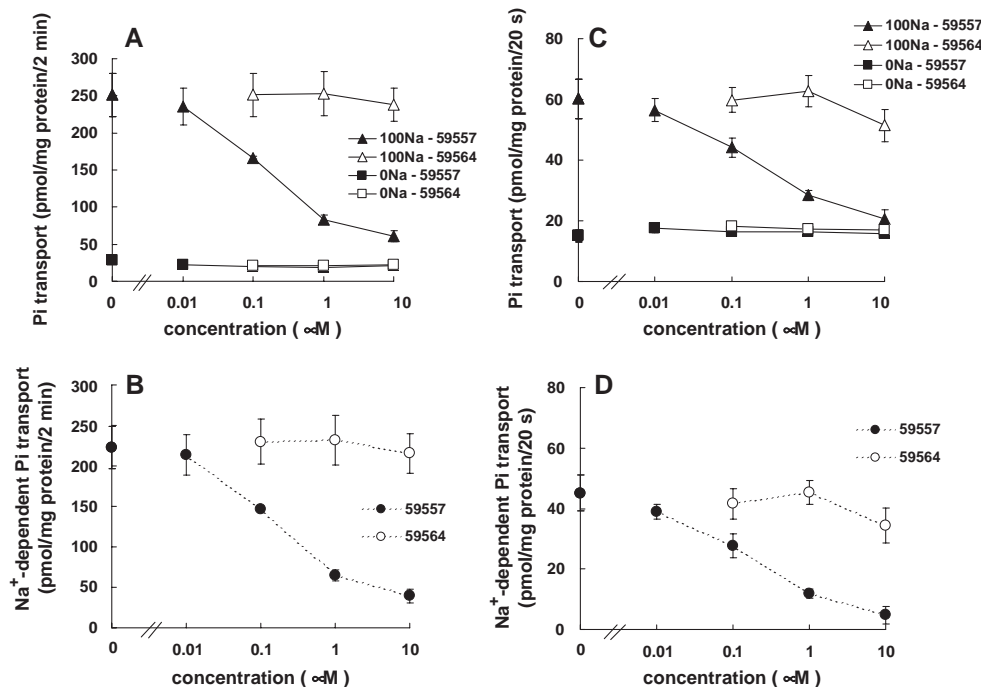 A
Pi transport (pmol/mg protein/2 min)
300
250
200
150
100
50
0
100Na - 59557
100Na - 59564
0Na - 59557
0Na - 59564
0 0.01 0.1 1 10
concentration ( ∝M )
C
Pi transport (pmol/mg protein/20 s)
80
60
40
20
0
100Na - 59557
100Na - 59564
0Na - 59557
0Na - 59564
0 0.01 0.1 1 10
concentration ( ∝M )
B
Na+-dependent Pi transport
(pmol/mg protein/2 min)
300
250
200
150
100
50
0
59557
59564
0 0.01 0.1 1 10
concentration ( ∝M )
D
Na+-dependent Pi transport
(pmol/mg protein/20 s)
80
60
40
20
0
59557
59564
0 0.01 0.1 1 10
concentration ( ∝M )